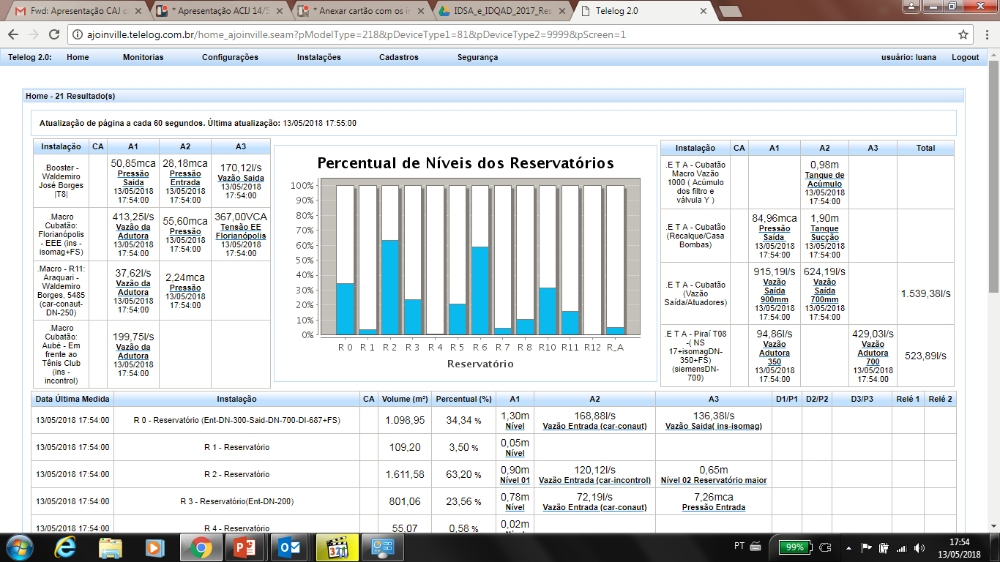 Fwd: Apresentação CAJ c
* Apresentação ACIJ 14/5
* Anexar cartão com os ir
IDSA_e_IDQAD_2017_Res
Telelog 2.0
ajoinville.telelog.com.br/home_ajoinville.seam?pModelType=218&pDeviceType1=81&pDeviceType2=9999&pScreen=1
Telelog 2.0: Home Monitorias Configurações Instalações Cadastros Segurança usuário: luana Logout
Home - 21 Resultado(s)
Atualização de página a cada 60 segundos. Última atualização: 13/05/2018 17:55:00
Instalação CA A1 A2 A3
.Booster -
Waldemiro
José Borges
|T8|
50,85mca
Pressão
Saida
13/05/2018
17:54:00
28,18mca
Pressão
Entrada
13/05/2018
17:54:00
170,12l/s
Vazão Saida
13/05/2018
17:54:00
.Macro
Cubatão:
Florianópolis
- EEE (ins -
isomag+FS)
413,25l/s
Vazão da
Adutora
13/05/2018
17:54:00
55,60mca
Pressão
13/05/2018
17:54:00
367,00VCA
Tensão EE
Florianópolis
13/05/2018
17:54:00
.Macro - R11:
Araquari -
Waldemiro
Borges, 5485
(car-conaut-
DN-250)
37,62l/s
Vazão da
Adutora
13/05/2018
17:54:00
2,24mca
Pressão
13/05/2018
17:54:00
.Macro
Cubatão:
Aubé - Em
frente ao
Tênis Club
(ins -
incontrol)
199,75l/s
Vazão da
Adutora
13/05/2018
17:54:00
Percentual de Níveis dos Reservatórios
100%
90%
80%
70%
60%
50%
40%
30%
20%
10%
0%
R 0 R 1 R 2 R 3 R 4 R 5 R 6 R 7 R 8 R10 R11 R12 R_A
Reservatório
Instalação CA A1 A2 A3 Total
.E T A - Cubatão
Macro Vazão
1000 ( Acúmulo
dos filtro e
válvula Y )
0,98m
Tanque de
Acúmulo
13/05/2018
17:54:00
.E T A - Cubatão
(Recalque/Casa
Bombas)
84,96mca
Pressão
Saída
13/05/2018
17:54:00
1,90m
Tanque
Sucção
13/05/2018
17:54:00
.E T A - Cubatão
(Vazão
Saída/Atuadores)
915,19l/s
Vazão
Saída
900mm
13/05/2018
17:54:00
624,19l/s
Vazão
Saída
700mm
13/05/2018
17:54:00
1.539,38l/s
.E T A - Piraí T08
-( NS
17+isomagDN-
350+FS)
(siemensDN-
700)
94,86l/s
Vazão
Adutora
350
13/05/2018
17:54:00
429,03l/s
Vazão
Adutora
700
13/05/2018
17:54:00
523,89l/s
Data Última Medida Instalação CA Volume (m³) Percentual (%) A1 A2 A3 D1/P1 D2/P2 D3/P3 Relé 1 Relé 2
13/05/2018 17:54:00 R 0 - Reservatório (Ent-DN-300-Said-DN-700-DI-687+FS) 1.098,95 34,34 % 1,30m 168,88l/s 136,38l/s
Nível Vazão Entrada (car-conaut) Vazão Saida( ins-isomag)
13/05/2018 17:54:00 R 1 - Reservatório 109,20 3,50 % 0,05m
Nível
13/05/2018 17:54:00 R 2 - Reservatório 1.611,58 63,20 % 0,90m 120,12l/s 0,65m
Nível 01 Vazão Entrada (car-incontrol) Nível 02 Reservatório maior
13/05/2018 17:54:00 R 3 - Reservatório(Ent-DN-200) 801,06 23,56 % 0,78m 72,19l/s 7,26mca
Nível Vazão Entrada (car-conaut) Pressão Entrada
13/05/2018 17:54:00 R 4 - Reservatório 55,07 0,58 % 0,02m
PT 99% 17:54
13/05/2018